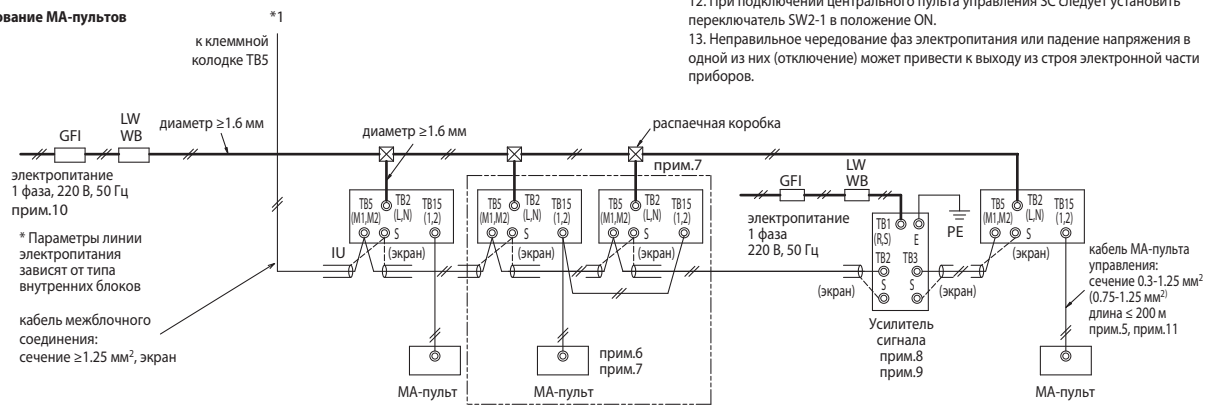 12. При подключении центрального пульта управления SC следует установить
переключатель SW2-1 в положение ON.
13. Неправильное чередование фаз электропитания или падение напряжения в
одной из них (отключение) может привести к выходу из строя электронной части
приборов.
ование МА-пультов
*1
к клеммной
колодке TB5
GFI
LW
WB
диаметр ≥1.6 мм
диаметр ≥1.6 мм
распаечная коробка
прим.7
электропитание
1 фаза, 220 В, 50 Гц
прим.10
* Параметры линии
электропитания
зависят от типа
внутренних блоков
кабель межблочного
соединения:
сечение ≥1.25 мм², экран
IU
TB5
(M1,M2)
TB2
(L,N)
TB15
(1,2)
S
(экран)
TB5
(M1,M2)
TB2
(L,N)
TB15
(1,2)
S
(экран)
TB5
(M1,M2)
TB2
(L,N)
TB15
(1,2)
S
(экран)
МА-пульт
МА-пульт
прим.6
прим.7
GFI
LW
WB
электропитание
1 фаза
220 В, 50 Гц
PE
TB1
(R,S)
E
TB2
TB3
S
S
(экран)
(экран)
Усилитель
сигнала
прим.8
прим.9
TB5
(M1,M2)
TB2
(L,N)
TB15
(1,2)
S
кабель МА-пульта
управления:
сечение 0.3-1.25 мм²
(0.75-1.25 мм²⁾
длина ≤ 200 м
прим.5, прим.11
МА-пульт